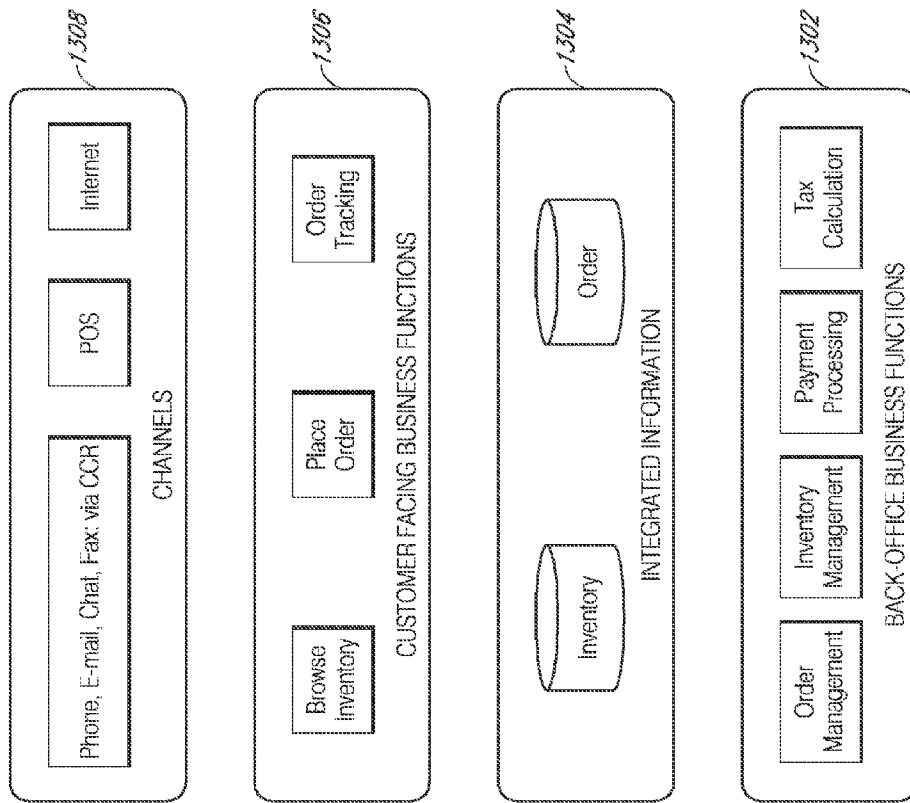 Phone, E-mail, Chat, Fax: via CCR
POS
Internet
CHANNELS
1308
Browse
Inventory
Place
Order
Order
Tracking
CUSTOMER FACING BUSINESS FUNCTIONS
1306
Inventory
Order
INTEGRATED INFORMATION
1304
Order
Management
Inventory
Management
Payment
Processing
Tax
Calculation
BACK-OFFICE BUSINESS FUNCTIONS
1302